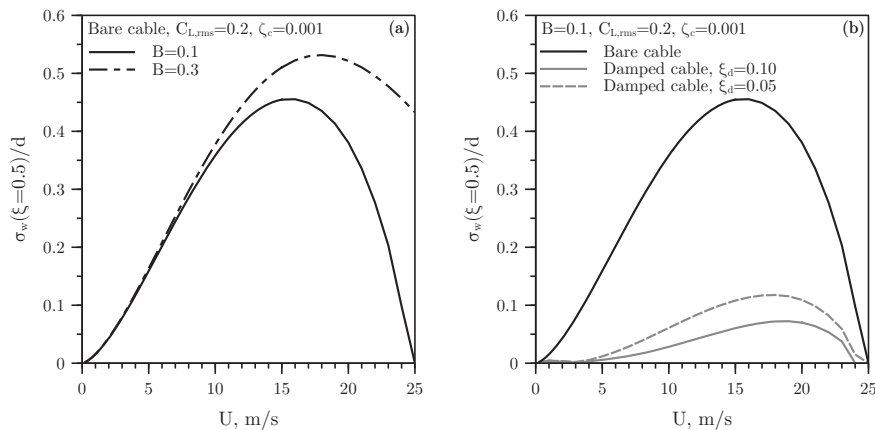 Bare cable, C_L,rms=0.2, ζ_c=0.001
(a)
B=0.1
B=0.3
0.6
0.5
0.4
0.3
0.2
0.1
0
σ_w(ξ=0.5)/d
0 5 10 15 20 25
U, m/s
B=0.1, C_L,rms=0.2, ζ_c=0.001
(b)
Bare cable
Damped cable, ξ_d=0.10
Damped cable, ξ_d=0.05
0.6
0.5
0.4
0.3
0.2
0.1
0
σ_w(ξ=0.5)/d
0 5 10 15 20 25
U, m/s